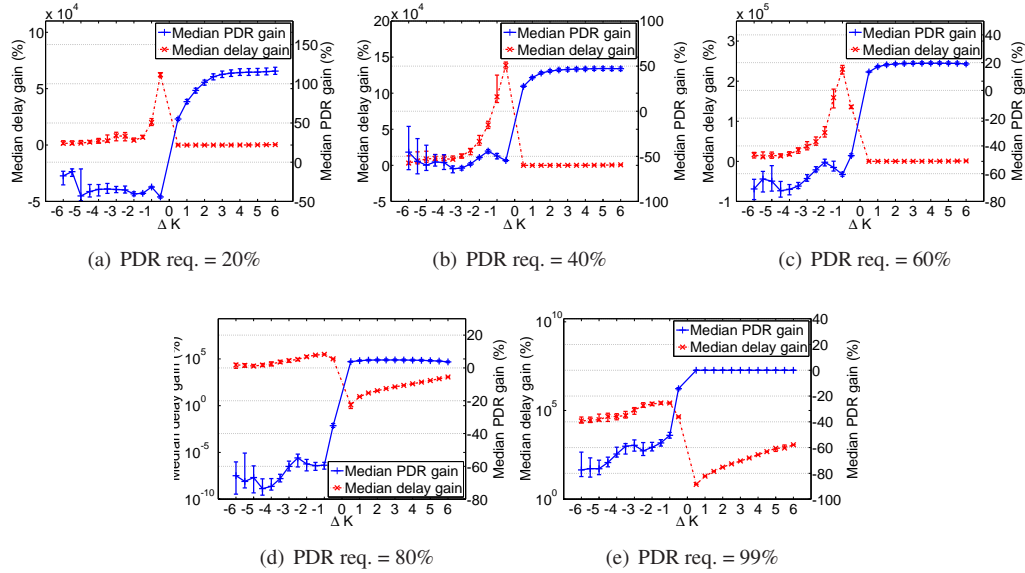 x 10^4
10
5
0
-5
Median delay gain (%)
Median PDR gain
Median delay gain
150
100
50
0
-50
Median PDR gain (%)
-6 -5 -4 -3 -2 -1 0 1 2 3 4 5 6
Δ K
(a) PDR req. = 20%
x 10^4
20
15
10
5
0
-5
Median delay gain (%)
Median PDR gain
Median delay gain
100
50
0
-50
-100
Median PDR gain (%)
-6 -5 -4 -3 -2 -1 0 1 2 3 4 5 6
Δ K
(b) PDR req. = 40%
x 10^5
3
2
1
0
-1
Median delay gain (%)
Median PDR gain
Median delay gain
40
20
0
-20
-40
-60
-80
Median PDR gain (%)
-6 -5 -4 -3 -2 -1 0 1 2 3 4 5 6
Δ K
(c) PDR req. = 60%
10^5
10^0
10^-5
10^-10
Median delay gain (%)
Median PDR gain
Median delay gain
20
0
-20
-40
-60
-80
Median PDR gain (%)
-6 -5 -4 -3 -2 -1 0 1 2 3 4 5 6
Δ K
(d) PDR req. = 80%
10^10
10^5
10^0
Median delay gain (%)
Median PDR gain
Median delay gain
40
20
0
-20
-40
-60
-80
-100
Median PDR gain (%)
-6 -5 -4 -3 -2 -1 0 1 2 3 4 5 6
Δ K
(e) PDR req. = 99%